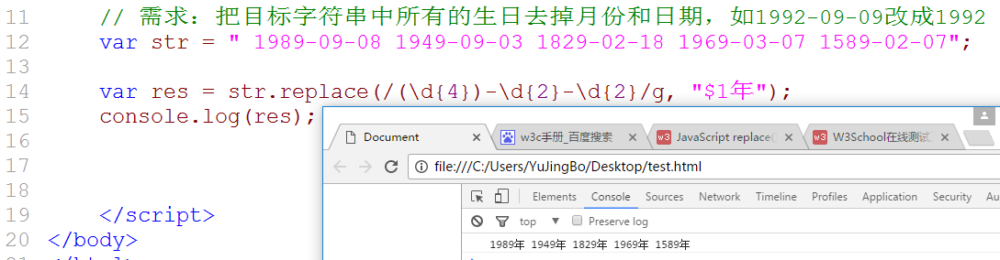 11 // 需求：把目标字符串中所有的生日去掉月份和日期，如1992-09-09改成1992
12 var str = " 1989-09-08 1949-09-03 1829-02-18 1969-03-07 1589-02-07";
13
14 var res = str.replace(/(\d{4})-\d{2}-\d{2}/g, "$1年");
15 console.log(res);
16
17
18
19 </script>
20 </body>
Document
w3c手册_百度搜索
w3 JavaScript replace(
w3 W3School在线测试
file:///C:/Users/YuJingBo/Desktop/test.html
Elements Console Sources Network Timeline Profiles Application Security Au
top Preserve log
1989年 1949年 1829年 1969年 1589年